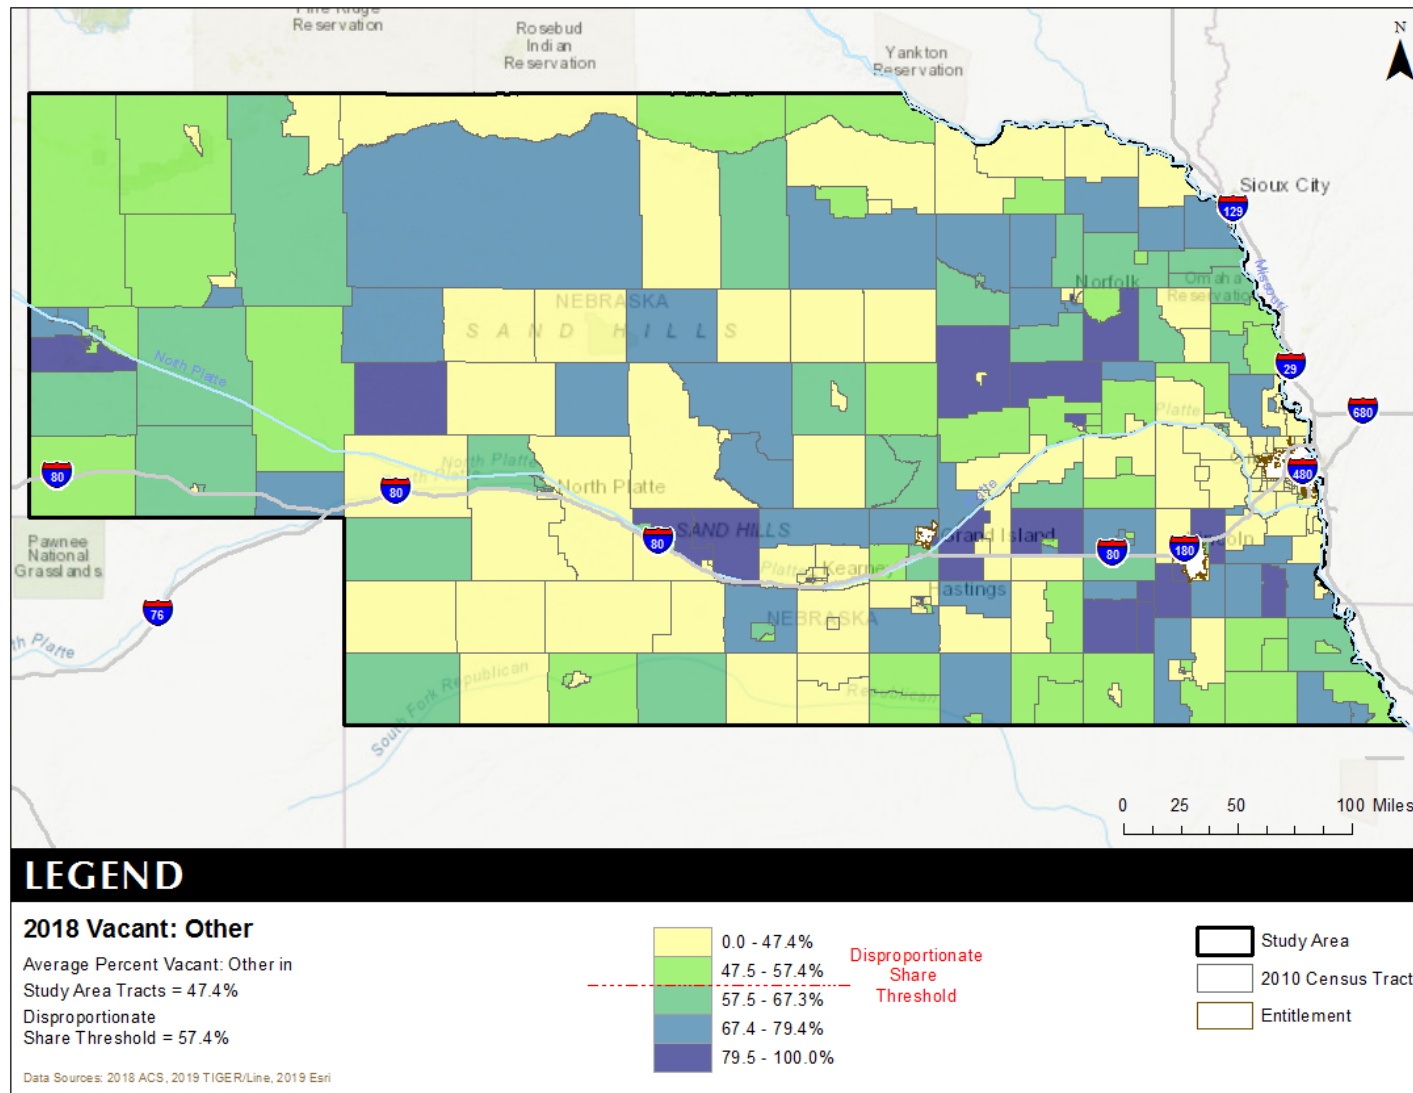 Pine Ridge
Reservation
Rosebud
Indian
Reservation
Yankton
Reservation
N
Sioux City
129
Missouri
Norfolk
Omaha
Reservation
NEBRASKA
SAND HILLS
North Platte
29
680
Platte
80
North Platte
80
North Platte
480
SAND HILLS
80
Grand Island
80
180
Lincoln
Pawnee
National
Grasslands
Platte
Kearney
Hastings
76
NEBRASKA
Platte
South Fork Republican
Republican
0 25 50 100 Miles
LEGEND
2018 Vacant: Other
Average Percent Vacant: Other in
Study Area Tracts = 47.4%
Disproportionate
Share Threshold = 57.4%
Data Sources: 2018 ACS, 2019 TIGER/Line, 2019 Esri
0.0 - 47.4%
47.5 - 57.4%
57.5 - 67.3%
67.4 - 79.4%
79.5 - 100.0%
Disproportionate
Share
Threshold
Study Area
2010 Census Tract
Entitlement